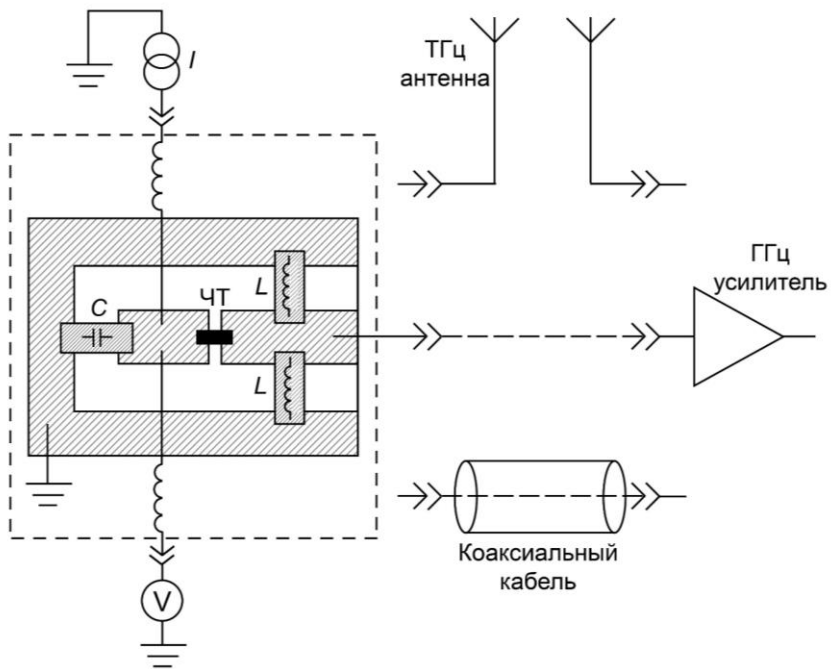 I
ТГц
антенна
ГГц
усилитель
L
C
ЧТ
L
Коаксиальный
кабель
V